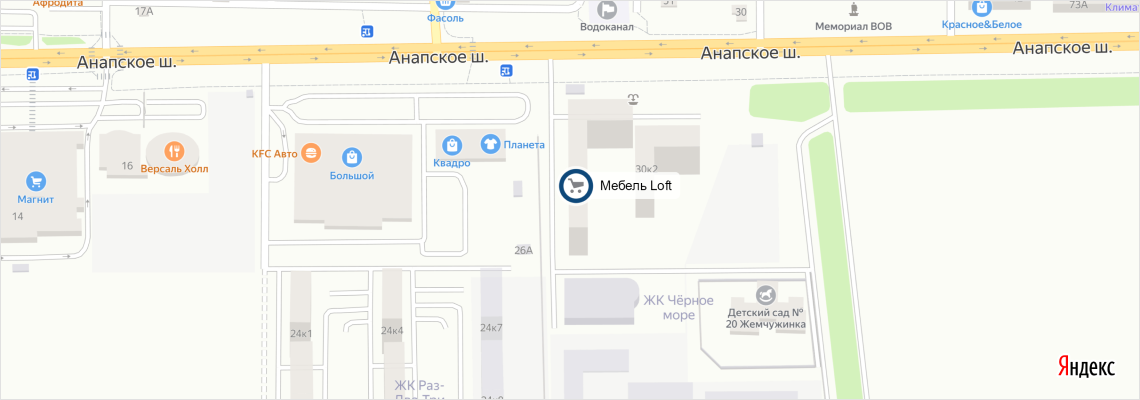 Афродита
17А
Фасоль
Водоканал
30
Мемориал ВОВ
Красное&Белое
73А
Клима
Анапское ш.
Анапское ш.
Анапское ш.
Анапское ш.
Магнит
14
16
Версаль Холл
KFC Авто
Большой
Квадро
Планета
30к2
Мебель Loft
26А
24к1
24к4
24к7
ЖК Чёрное
море
Детский сад №
20 Жемчужинка
ЖК Раз-
Яндекс